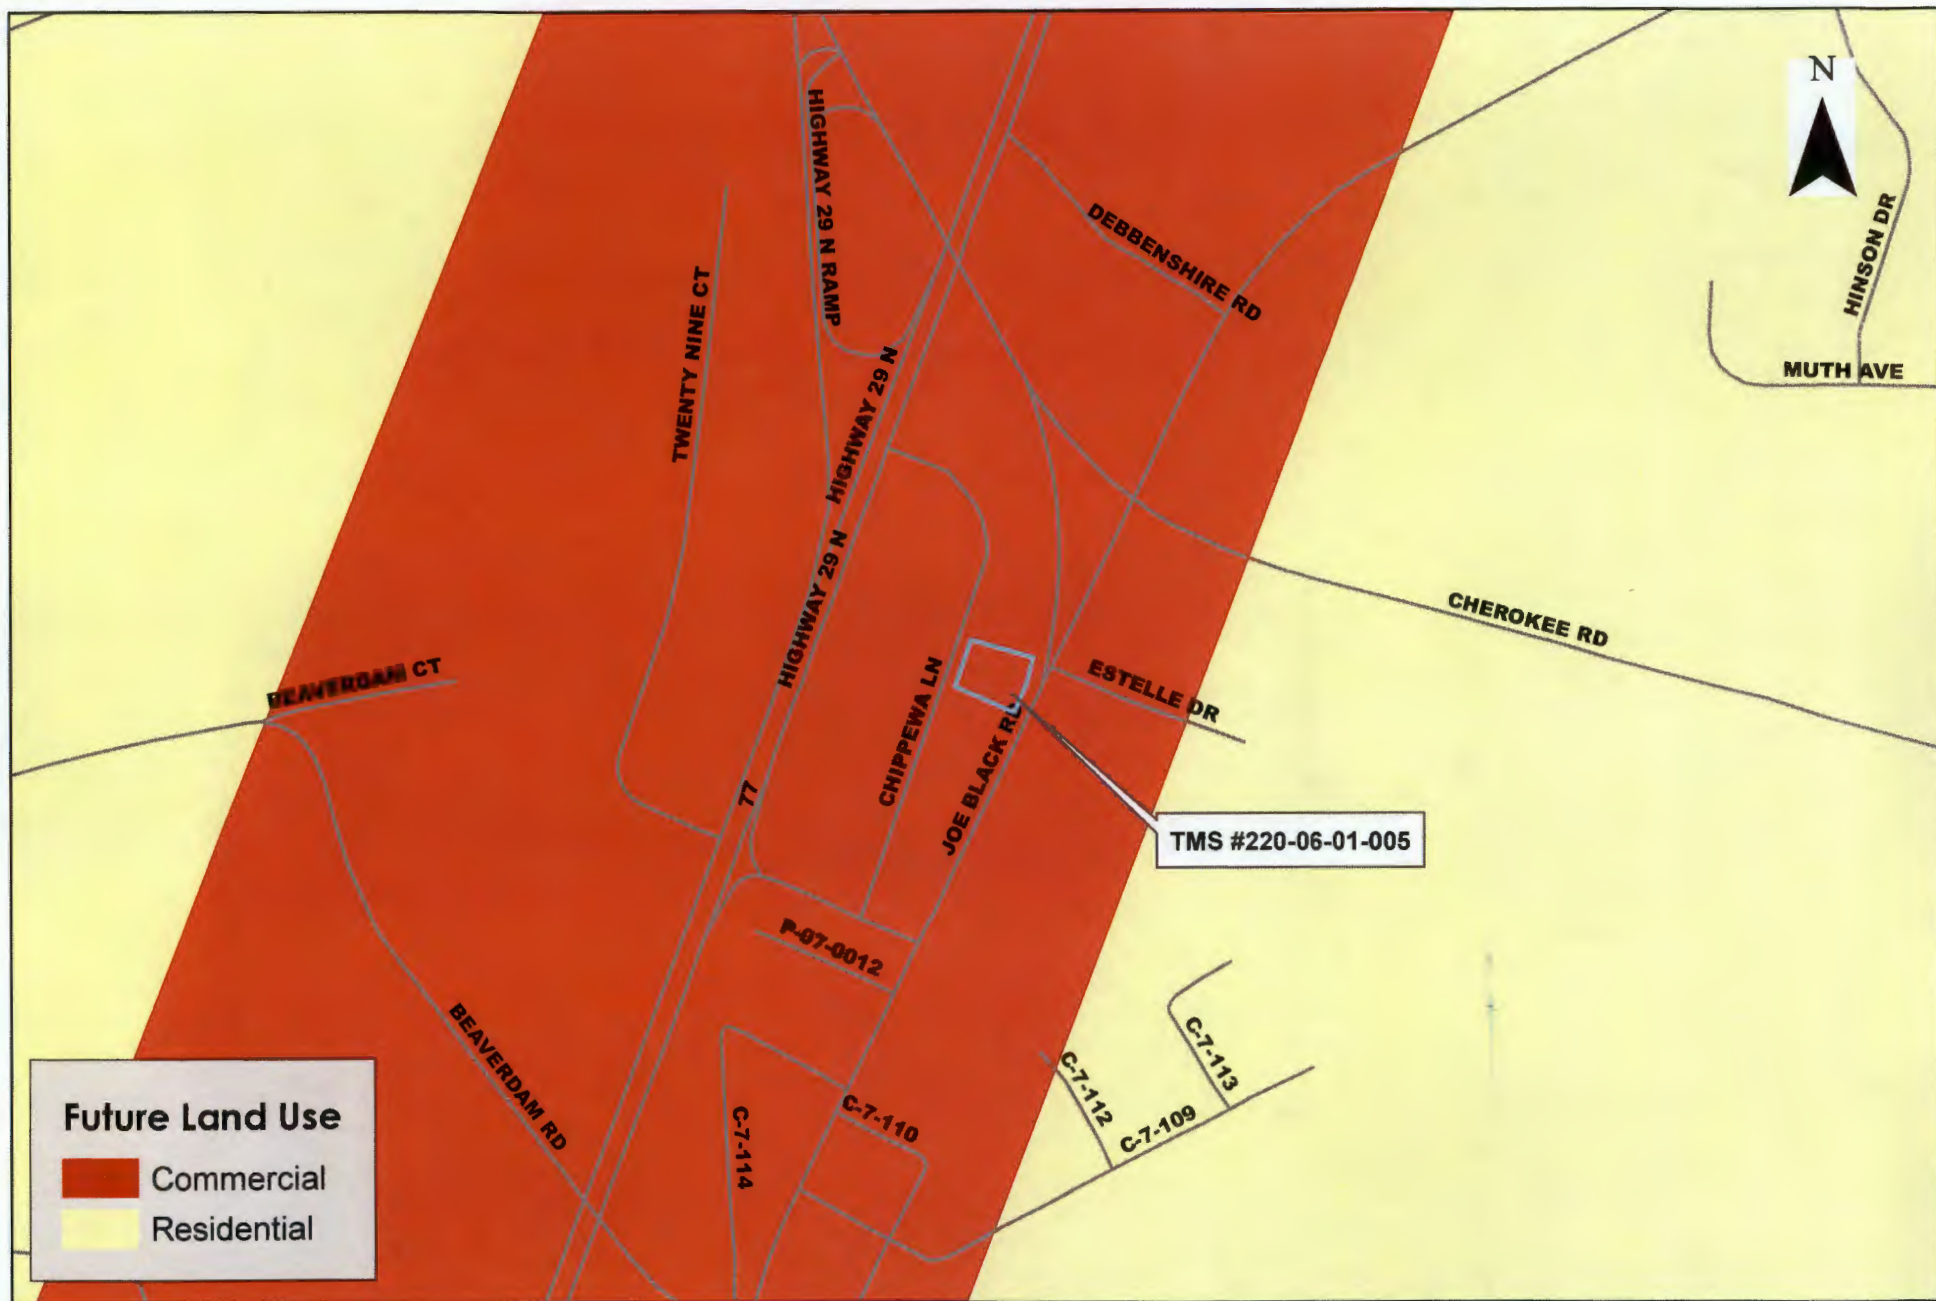 N
HIGHWAY 29 N RAMP
DEBBENSHIRE RD
HINSON DR
TWENTY NINE CT
MUTH AVE
HIGHWAY 29 N
HIGHWAY 29 N
CHEROKEE RD
BEAVERDAM CT
ESTELLE DR
CHIPPEWA LN
JOE BLACK RD
77
TMS #220-06-01-005
P-07-0012
BEAVERDAM RD
C-7-113
C-7-112
C-7-109
C-7-110
C-7-114
Future Land Use
Commercial
Residential